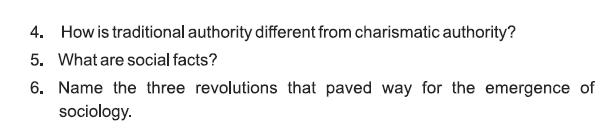 4. How is traditional authority different from charismatic authority?
5. What are social facts?
6. Name the three revolutions that paved way for the emergence of
sociology.